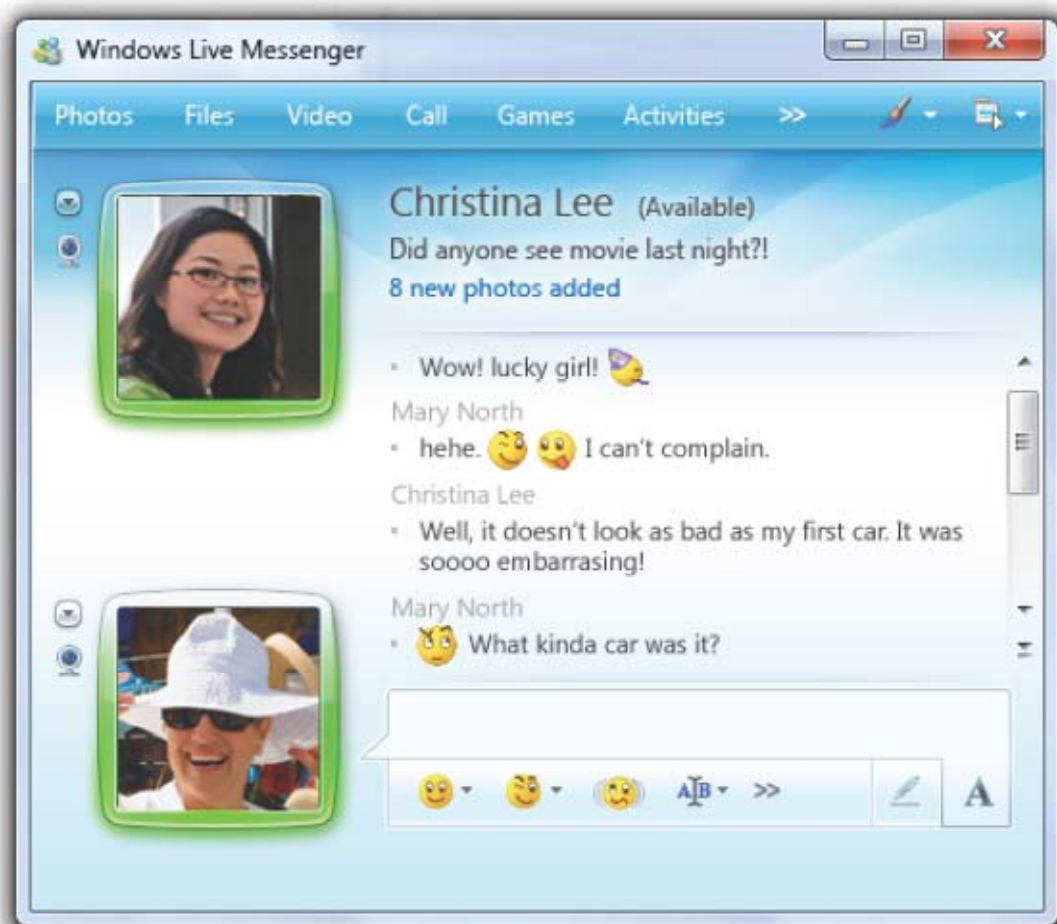 Windows Live Messenger
Photos Files Video Call Games Activities >>
Christina Lee (Available)
Did anyone see movie last night?!
8 new photos added
Wow! lucky girl!
Mary North
hehe. I can't complain.
Christina Lee
Well, it doesn't look as bad as my first car. It was
soooo embarrasing!
Mary North
What kinda car was it?
AB >> A